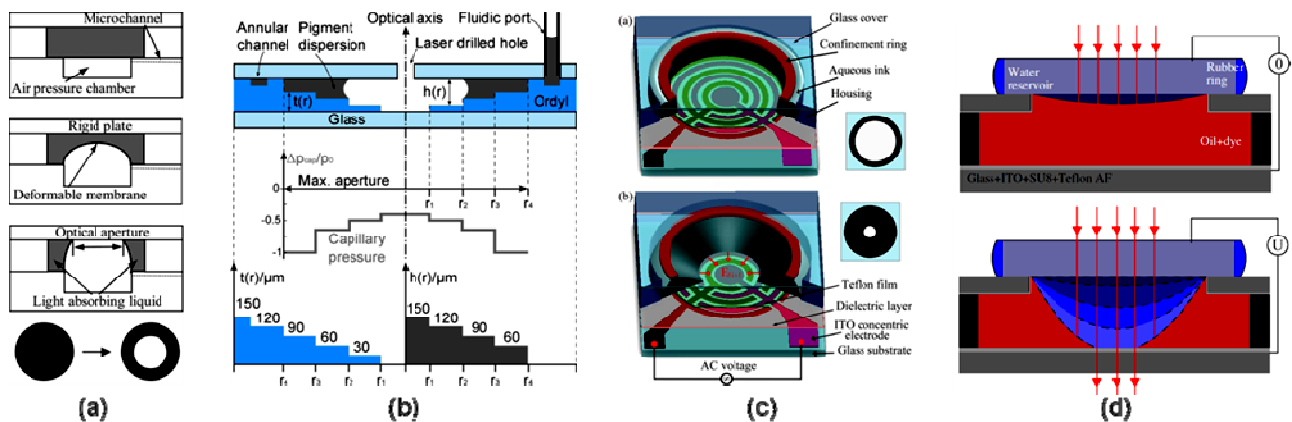 Microchannel
Air pressure chamber
Rigid plate
Deformable membrane
Optical aperture
Light absorbing liquid
(a)
Optical axis
Fluidic port
Annular
channel
Pigment
dispersion
Laser drilled hole
t(r)
h(r)
Ordyl
Glass
Δpcap/p0
Max. aperture
0
-0.5
-1
r1 r2 r3 r4
Capillary
pressure
t(r)/µm
150
120
90
60
30
h(r)/µm
150
120
90
60
r4 r3 r2 r1 r1 r2 r3 r4
(b)
(a)
Glass cover
Confinement ring
Aqueous ink
Housing
(b)
Teflon film
Dielectric layer
ITO concentric
electrode
Glass substrate
AC voltage
(c)
Water
reservoir
Rubber
ring
0
Oil+dye
Glass+ITO+SU8+Teflon AF
U
(d)